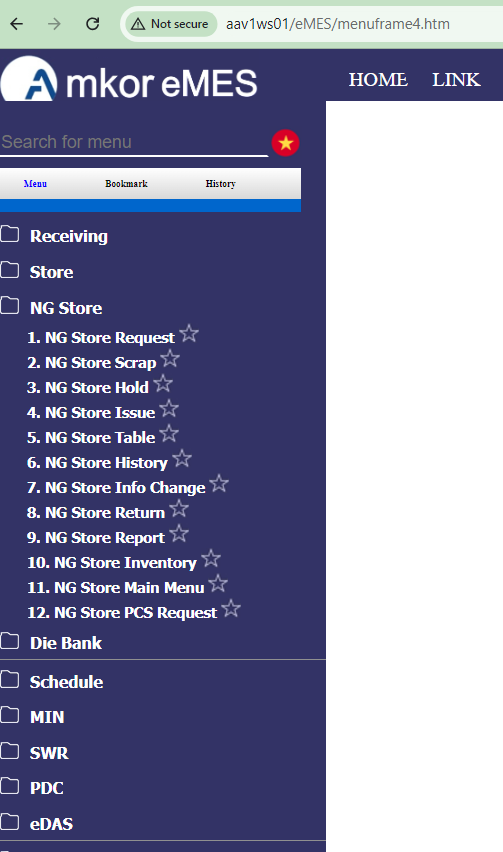 Not secure aav1ws01/eMES/menuframe4.htm
Amkor eMES
HOME LINK
Search for menu
Menu Bookmark History
Receiving
Store
NG Store
1. NG Store Request
2. NG Store Scrap
3. NG Store Hold
4. NG Store Issue
5. NG Store Table
6. NG Store History
7. NG Store Info Change
8. NG Store Return
9. NG Store Report
10. NG Store Inventory
11. NG Store Main Menu
12. NG Store PCS Request
Die Bank
Schedule
MIN
SWR
PDC
eDAS